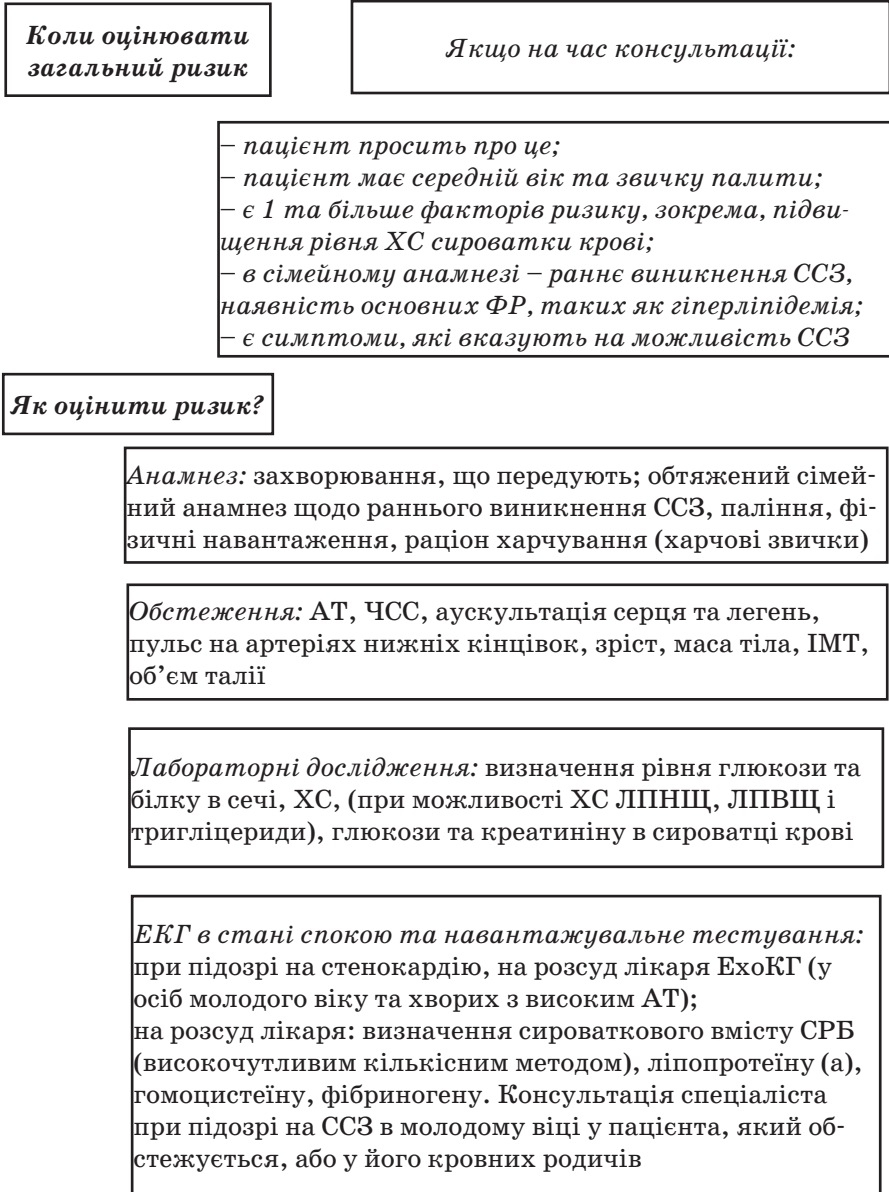 Коли оцінювати
загальний ризик
Якщо на час консультації:
– пацієнт просить про це;
– пацієнт має середній вік та звичку палити;
– є 1 та більше факторів ризику, зокрема, підви-
щення рівня ХС сироватки крові;
– в сімейному анамнезі – раннє виникнення ССЗ,
наявність основних ФР, таких як гіперліпідемія;
– є симптоми, які вказують на можливість ССЗ
Як оцінити ризик?
Анамнез: захворювання, що передують; обтяжений сімей-
ний анамнез щодо раннього виникнення ССЗ, паління, фі-
зичні навантаження, раціон харчування (харчові звички)
Обстеження: АТ, ЧСС, аускультація серця та легень,
пульс на артеріях нижніх кінцівок, зріст, маса тіла, ІМТ,
об’єм талії
Лабораторні дослідження: визначення рівня глюкози та
білку в сечі, ХС, (при можливості ХС ЛПНЩ, ЛПВЩ і
тригліцериди), глюкози та креатиніну в сироватці крові
ЕКГ в стані спокою та навантажувальне тестування:
при підозрі на стенокардію, на розсуд лікаря ЕхоКГ (у
осіб молодого віку та хворих з високим АТ);
на розсуд лікаря: визначення сироваткового вмісту СРБ
(високочутливим кількісним методом), ліпопротеїну (а),
гомоцистеїну, фібриногену. Консультація спеціаліста
при підозрі на ССЗ в молодому віці у пацієнта, який об-
стежується, або у його кровних родичів